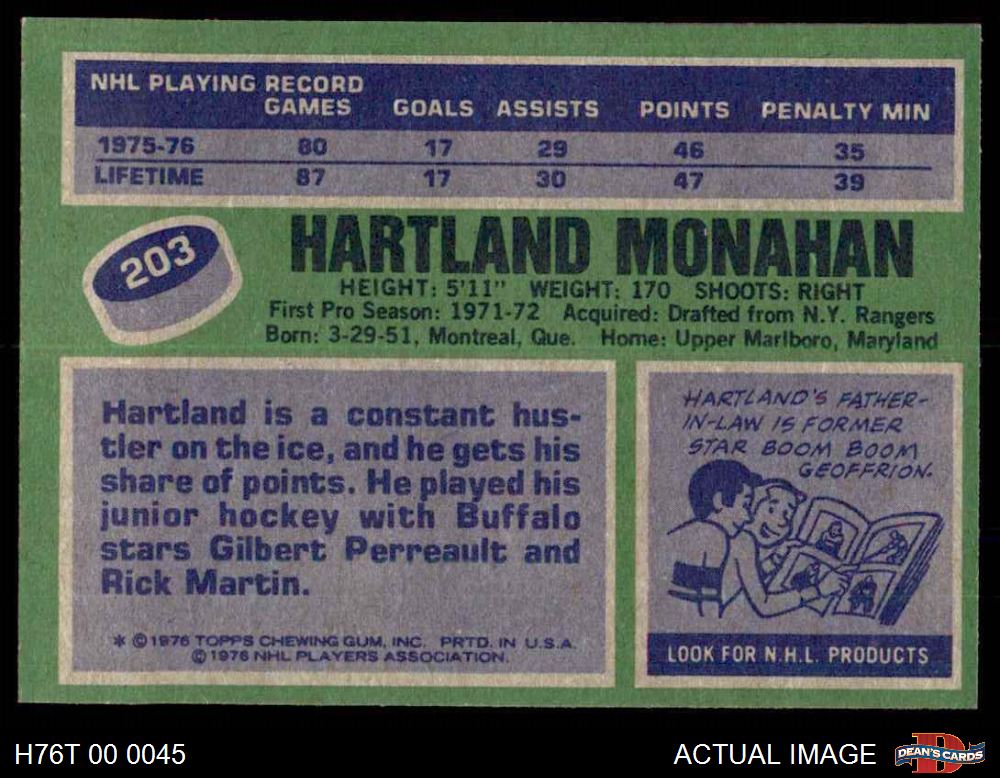 NHL PLAYING RECORD
GAMES GOALS ASSISTS POINTS PENALTY MIN
1975-76 80 17 29 46 35
LIFETIME 87 17 30 47 39
203
HARTLAND MONAHAN
HEIGHT: 5'11" WEIGHT: 170 SHOOTS: RIGHT
First Pro Season: 1971-72 Acquired: Drafted from N.Y. Rangers
Born: 3-29-51, Montreal, Que. Home: Upper Marlboro, Maryland
Hartland is a constant hus-
tler on the ice, and he gets his
share of points. He played his
junior hockey with Buffalo
stars Gilbert Perreault and
Rick Martin.
* © 1976 TOPPS CHEWING GUM, INC. PRTD. IN U.S.A.
© 1976 NHL PLAYERS ASSOCIATION.
HARTLAND'S FATHER-
IN-LAW IS FORMER
STAR BOOM BOOM
GEOFFRION.
LOOK FOR N.H.L. PRODUCTS
H76T 00 0045
ACTUAL IMAGE
DEAN'S CARDS